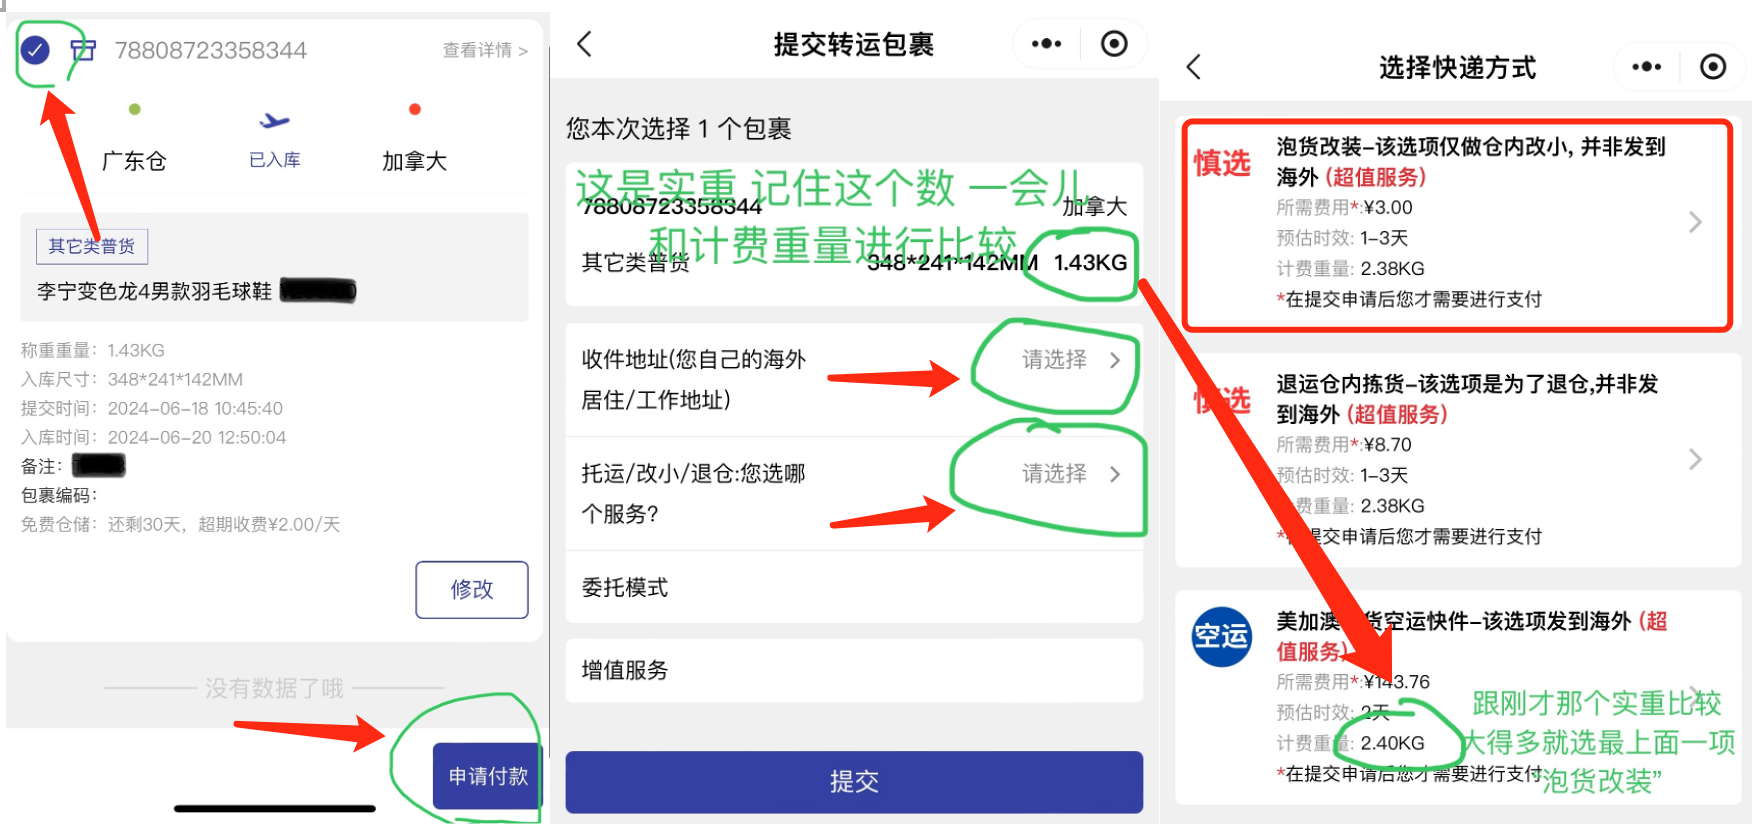 78808723358344
查看详情 >
广东仓
已入库
加拿大
其它类普货
李宁变色龙4男款羽毛球鞋
称重重量：1.43KG
入库尺寸：348*241*142MM
提交时间：2024-06-18 10:45:40
入库时间：2024-06-20 12:50:04
备注：
包裹编码：
免费仓储：还剩30天，超期收费¥2.00/天
修改
没有数据了哦
申请付款
提交转运包裹
您本次选择 1 个包裹
这是实重 记住这个数 一会儿
78808723358344
加拿大
和计费重量进行比较
其它类普货
348*241*142MM 1.43KG
收件地址(您自己的海外
居住/工作地址)
请选择
托运/改小/退仓:您选哪
个服务?
请选择
委托模式
增值服务
提交
选择快递方式
慎选
泡货改装-该选项仅做仓内改小, 并非发到
海外 (超值服务)
所需费用*:¥3.00
预估时效: 1-3天
计费重量: 2.38KG
*在提交申请后您才需要进行支付
慎选
退运仓内拣货-该选项是为了退仓,并非发
到海外 (超值服务)
所需费用*:¥8.70
预估时效: 1-3天
费重量: 2.38KG
*在提交申请后您才需要进行支付
空运
美加澳 货空运快件-该选项发到海外 (超
值服务)
所需费用*:¥143.76
预估时效: 2天
计费重量: 2.40KG
*在提交申请后您才需要进行支付
跟刚才那个实重比较
大得多就选最上面一项
“泡货改装”